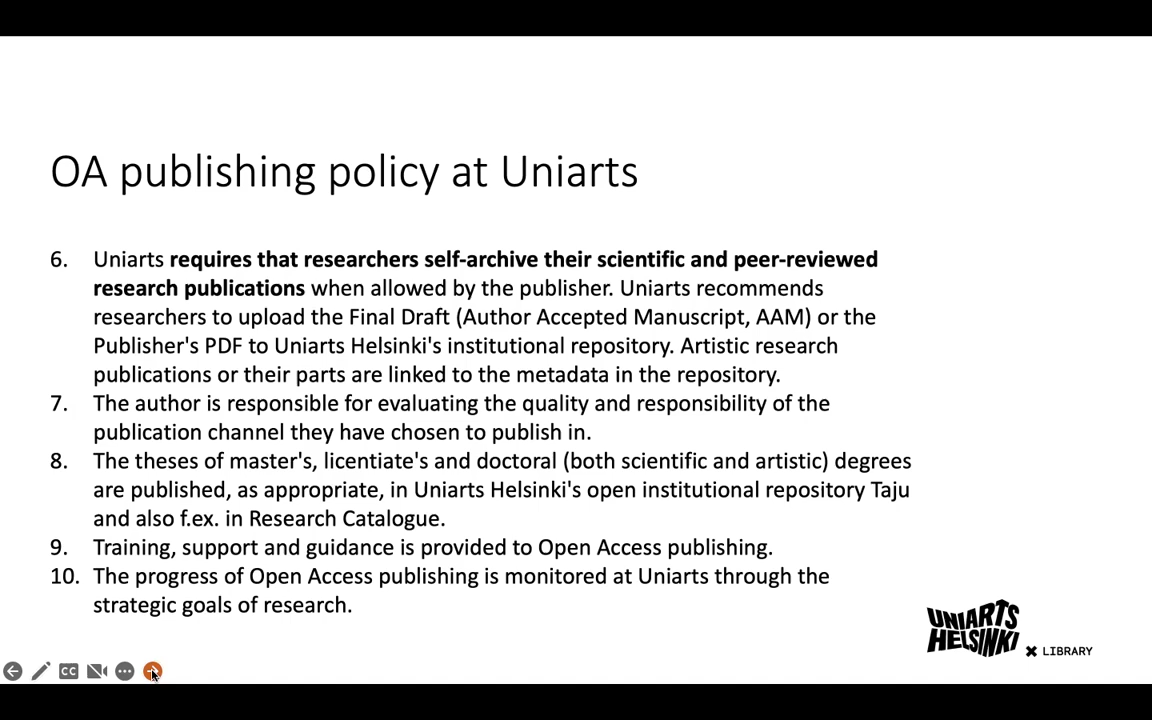 OA publishing policy at Uniarts
6. Uniarts requires that researchers self-archive their scientific and peer-reviewed
research publications when allowed by the publisher. Uniarts recommends
researchers to upload the Final Draft (Author Accepted Manuscript, AAM) or the
Publisher's PDF to Uniarts Helsinki's institutional repository. Artistic research
publications or their parts are linked to the metadata in the repository.
7. The author is responsible for evaluating the quality and responsibility of the
publication channel they have chosen to publish in.
8. The theses of master's, licentiate's and doctoral (both scientific and artistic) degrees
are published, as appropriate, in Uniarts Helsinki's open institutional repository Taju
and also f.ex. in Research Catalogue.
9. Training, support and guidance is provided to Open Access publishing.
10. The progress of Open Access publishing is monitored at Uniarts through the
strategic goals of research.
UNIARTS
HELSINKI
X LIBRARY
CC